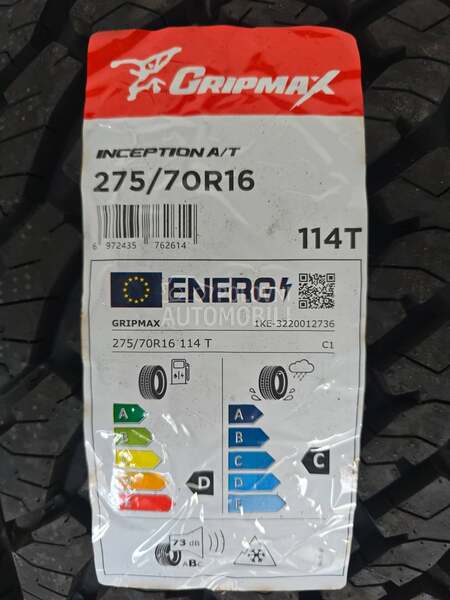 GRIPMAX
INCEPTION A/T
275/70R16
6 972435 762614
114T
ENERG
POLOVNI
AUTOMOBILI
GRIPMAX
1KE-3220012736
275/70R16 114 T
C1
A
A
B
C
D
D
C
73 dB
ABC